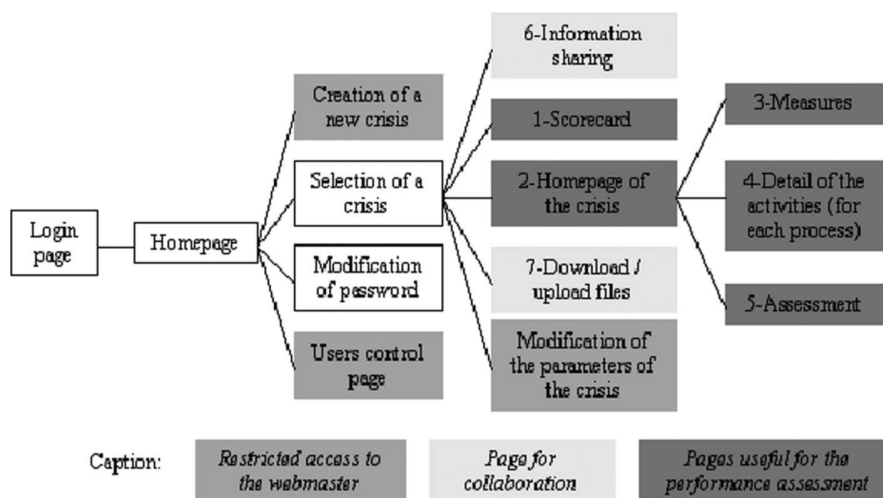 6-Information
sharing
Creation of a
new crisis
1-Scorecard
3-Measures
Selection of a
crisis
2-Homepage of
the crisis
4-Detail of the
activities (for
each process)
Login
page
Homepage
Modification
of password
7-Download /
upload files
5-Assessment
Users control
page
Modification of
the parameters of
the crisis
Caption:
Restricted access to
the webmaster
Page for
collaboration
Pages useful for the
performance assessment